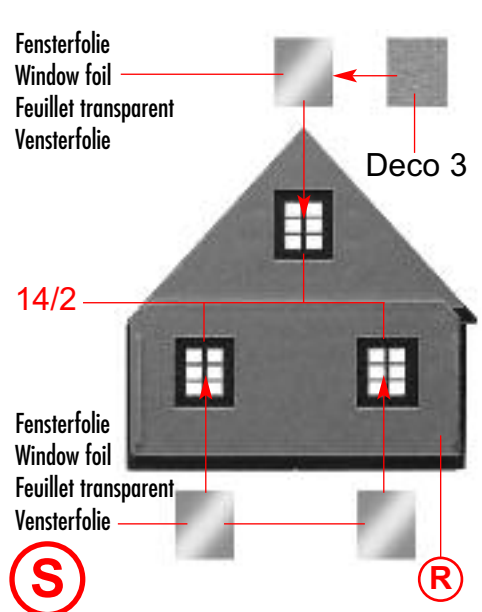 Fensterfolie
Window foil
Feuillet transparent
Vensterfolie
Deco 3
14/2
Fensterfolie
Window foil
Feuillet transparent
Vensterfolie
S
R